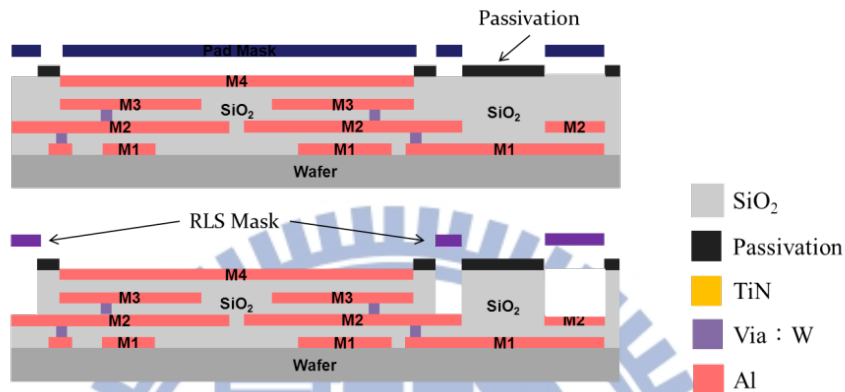 Passivation
Pad Mask
M4
M3 SiO₂ M3
M2 M2 SiO₂ M2
M1 M1 M1
Wafer
RLS Mask
M4
M3 SiO₂ M3
M2 M2 SiO₂ M2
M1 M1 M1
Wafer
SiO₂
Passivation
TiN
Via：W
Al